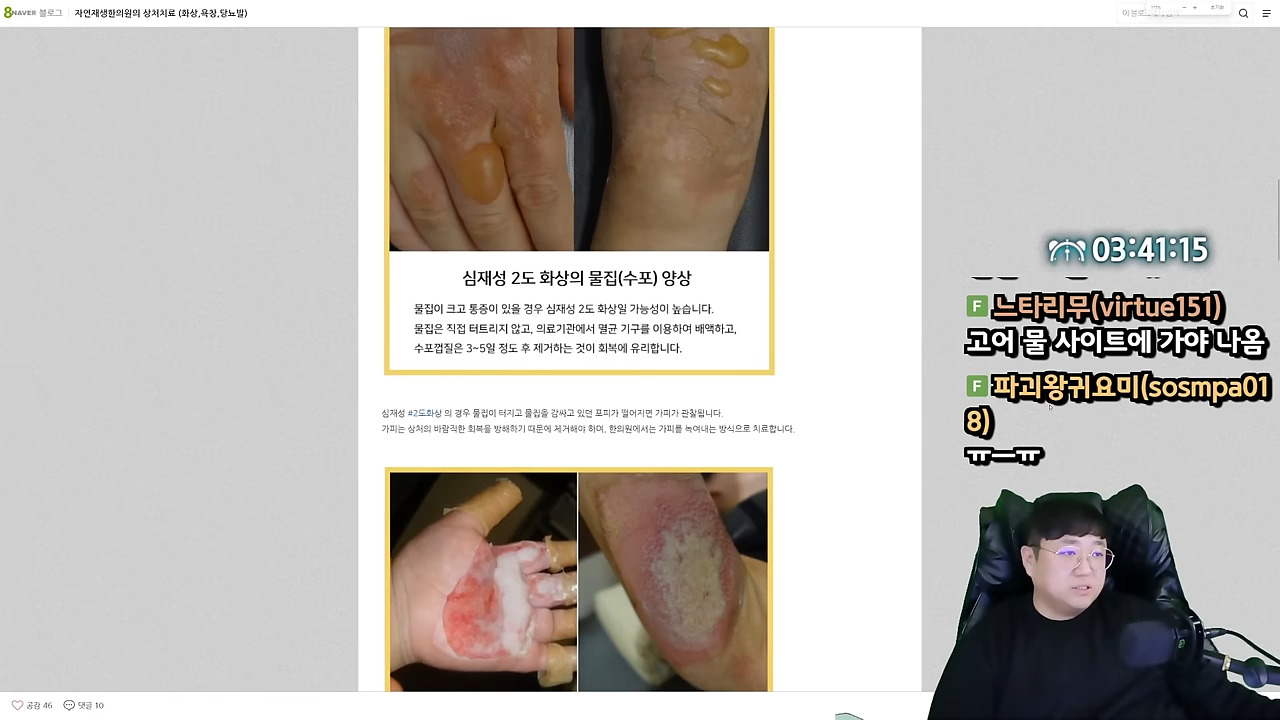 NAVER 블로그
자연재생한의원의 상처치료 (화상,욕창,당뇨발)
초기화
심재성 2도 화상의 물집(수포) 양상
물집이 크고 통증이 있을 경우 심재성 2도 화상일 가능성이 높습니다.
물집은 직접 터트리지 않고, 의료기관에서 멸균 기구를 이용하여 배액하고,
수포껍질은 3~5일 정도 후 제거하는 것이 회복에 유리합니다.
심재성 #2도화상 의 경우 물집이 터지고 물집을 감싸고 있던 포피가 떨어지면 가피가 관찰됩니다.
가피는 상처의 바람직한 회복을 방해하기 때문에 제거해야 하며, 한의원에서는 가피를 녹여내는 방식으로 치료합니다.
03:41:15
F 느타리무(virtue151)
고어 물 사이트에 가야 나옴
F 파괴왕귀요미(sosmpa01
8)
ㅠㅡㅠ
공감 46
댓글 10